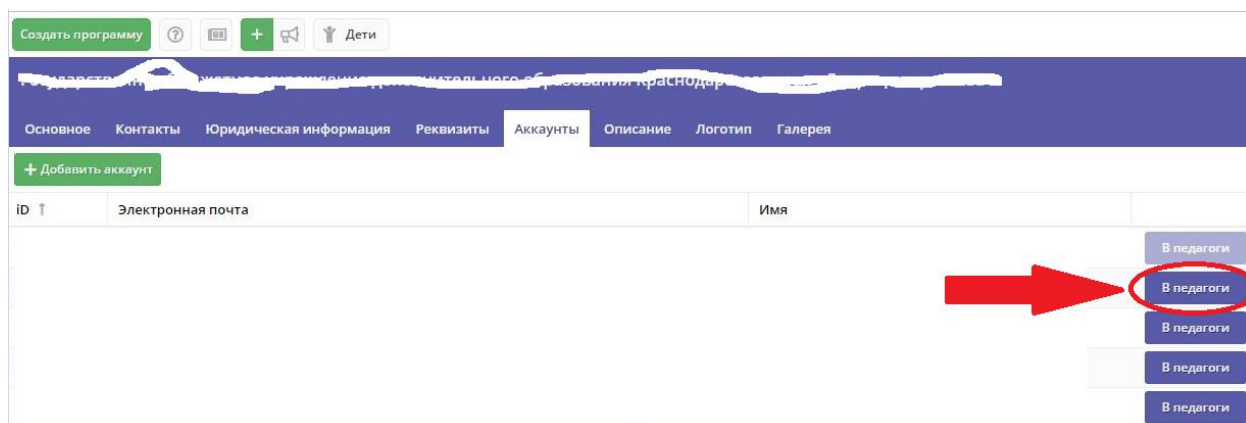 Создать программу Дети
образования
Основное Контакты Юридическая информация Реквизиты Аккаунты Описание Логотип Галерея
+ Добавить аккаунт
iD ↑ Электронная почта Имя
В педагоги
В педагоги
В педагоги
В педагоги
В педагоги